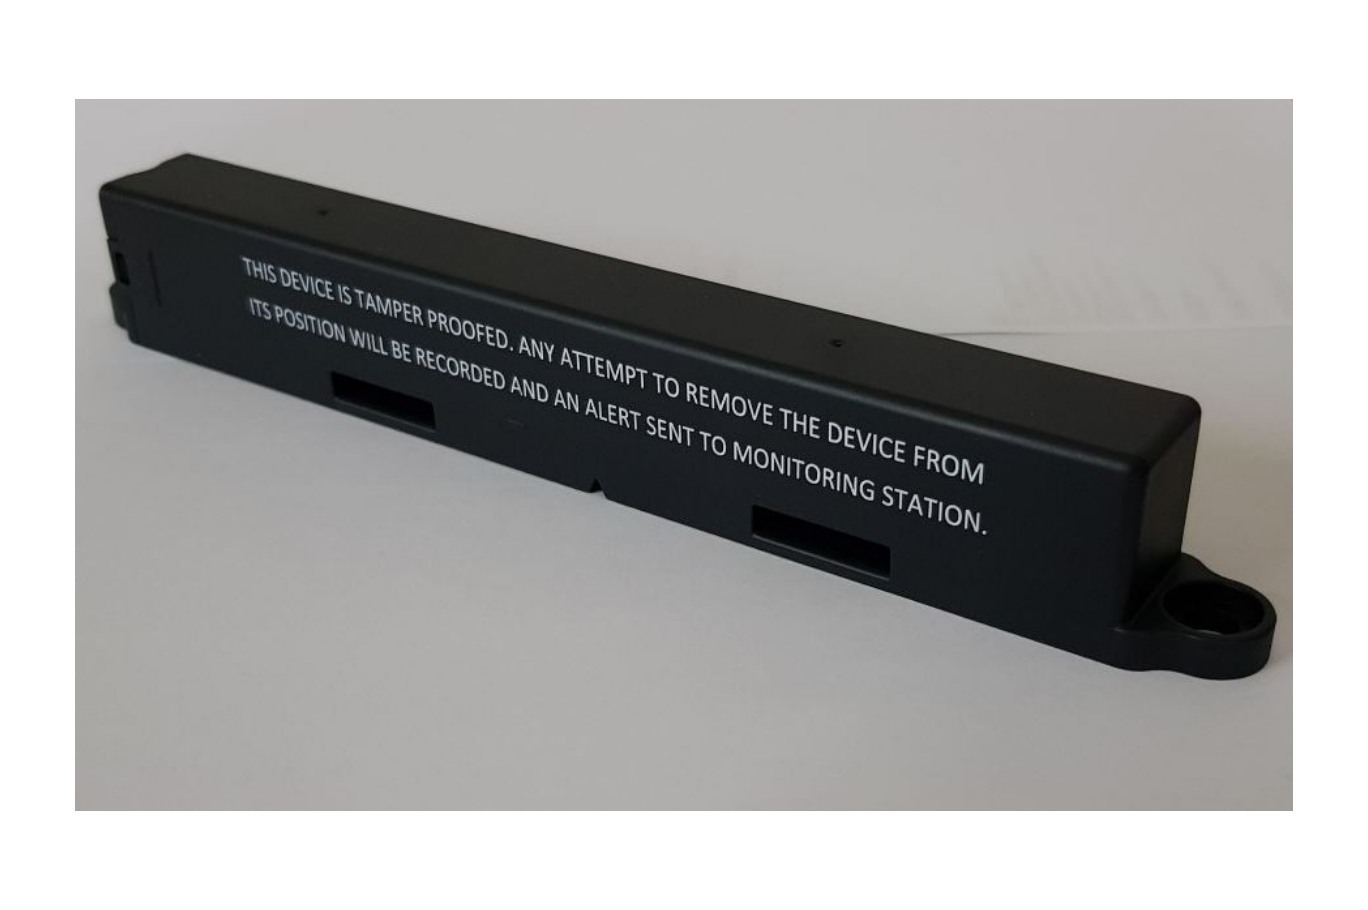 THIS DEVICE IS TAMPER PROOFED. ANY ATTEMPT TO REMOVE THE DEVICE FROM
ITS POSITION WILL BE RECORDED AND AN ALERT SENT TO MONITORING STATION.